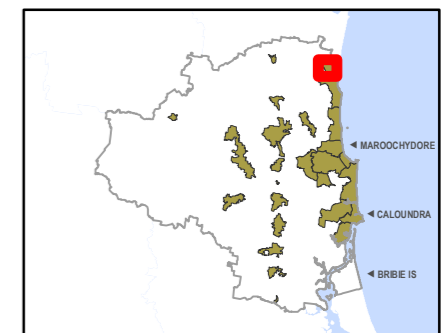 ◄ MAROOCHYDORE
◄ CALOUNDRA
◄ BRIBIE IS